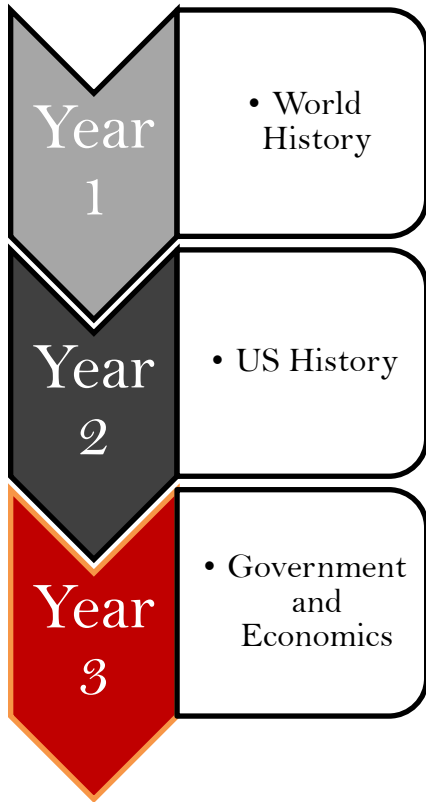 Year
1
• World
History
Year
2
• US History
Year
3
• Government
and
Economics